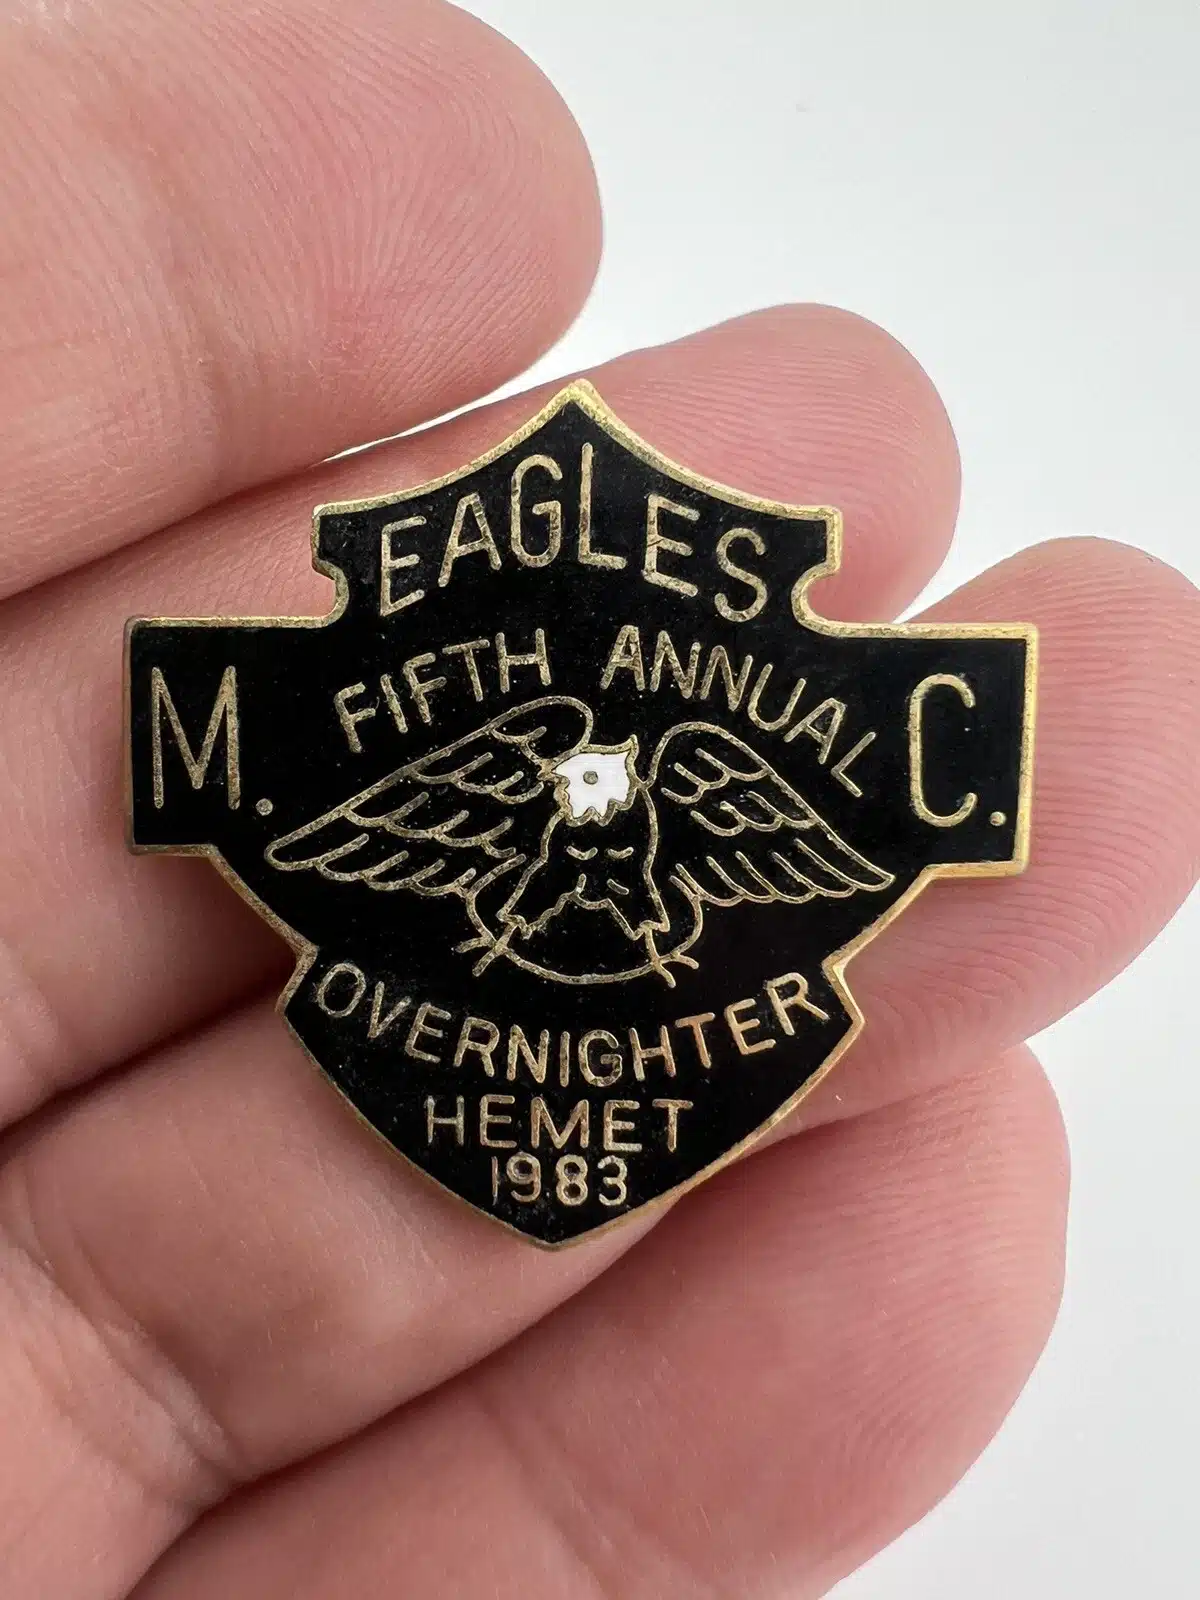 EAGLES
FIFTH ANNUAL
M. C.
OVERNIGHTER
HEMET
1983